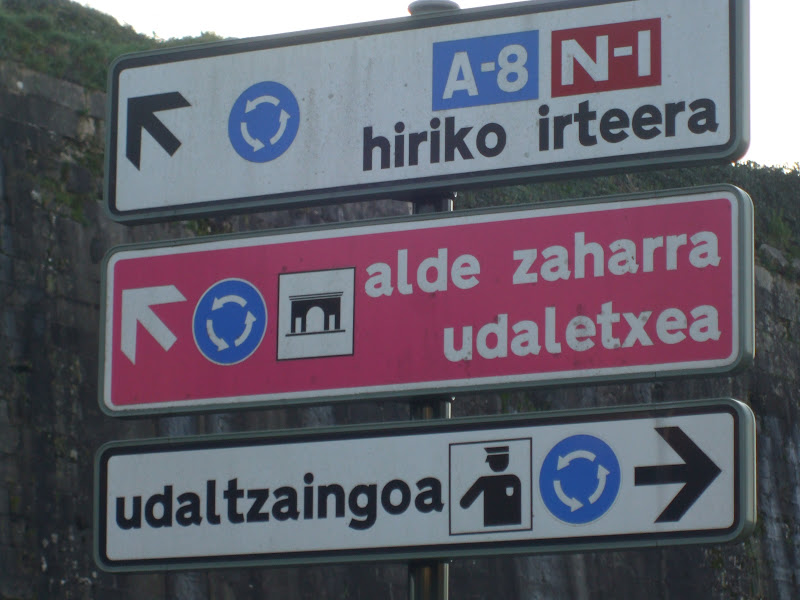 A-8 N-I
hiriko irteera
alde zaharra
udaletxea
udaltzaingoa